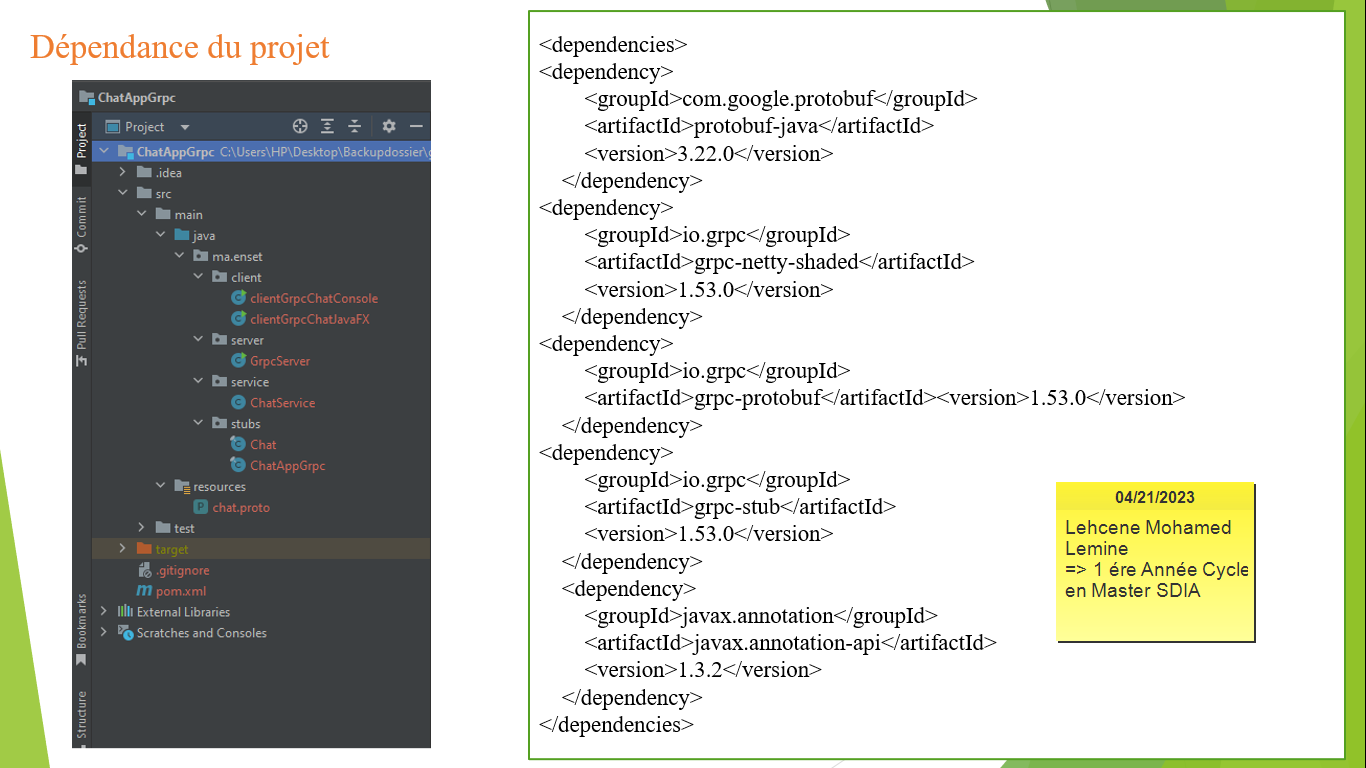 Dépendance du projet
ChatAppGrpc
Project
Project
Commit
Pull Requests
Bookmarks
Structure
ChatAppGrpc C:\Users\HP\Desktop\Backupdossier\
.idea
src
main
java
ma.enset
client
clientGrpcChatConsole
clientGrpcChatJavaFX
server
GrpcServer
service
ChatService
stubs
Chat
ChatAppGrpc
resources
chat.proto
test
target
.gitignore
pom.xml
External Libraries
Scratches and Consoles
<dependencies>
<dependency>
<groupId>com.google.protobuf</groupId>
<artifactId>protobuf-java</artifactId>
<version>3.22.0</version>
</dependency>
<dependency>
<groupId>io.grpc</groupId>
<artifactId>grpc-netty-shaded</artifactId>
<version>1.53.0</version>
</dependency>
<dependency>
<groupId>io.grpc</groupId>
<artifactId>grpc-protobuf</artifactId><version>1.53.0</version>
</dependency>
<dependency>
<groupId>io.grpc</groupId>
<artifactId>grpc-stub</artifactId>
<version>1.53.0</version>
</dependency>
<dependency>
<groupId>javax.annotation</groupId>
<artifactId>javax.annotation-api</artifactId>
<version>1.3.2</version>
</dependency>
</dependencies>
04/21/2023
Lehcene Mohamed
Lemine
=> 1 ére Année Cycle
en Master SDIA